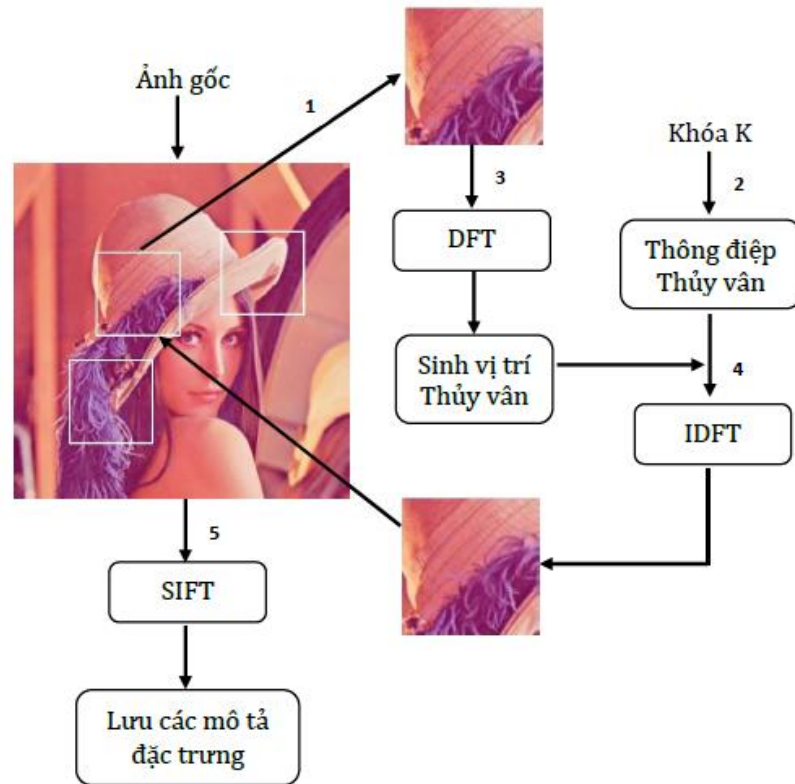 Ảnh gốc
1
Khóa K
3
2
DFT
Thông điệp
Thủy vân
Sinh vị trí
Thủy vân
4
IDFT
5
SIFT
Lưu các mô tả
đặc trưng